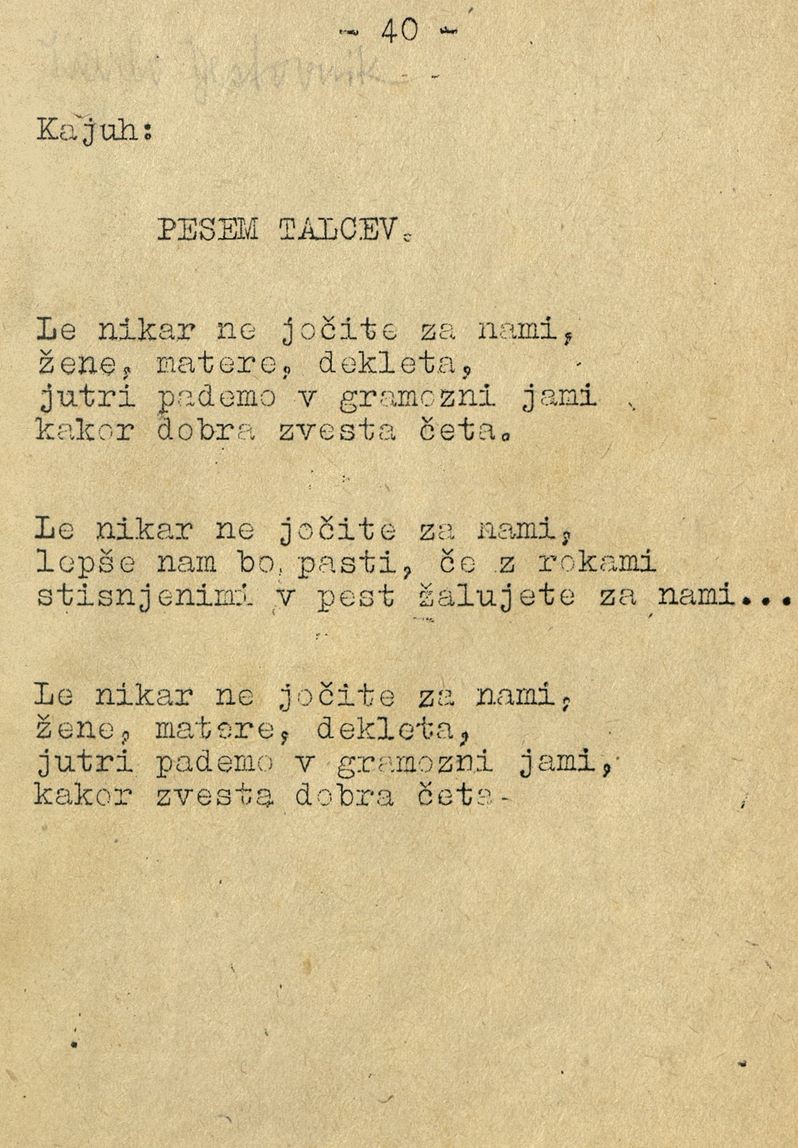 - 40 -
Kajuh:
PESEM TALCEV.
Le nikar ne jočite za nami,
žene, matere, dekleta,
jutri pademo v gramozni jami
kakor dobra zvesta četa.
Le nikar ne jočite za nami,
lepše nam bo pasti, če z rokami
stisnjenimi v pest žalujete za nami...
Le nikar ne jočite za nami,
žene, matere, dekleta,
jutri pademo v gramozni jami,
kakor zvesta dobra četa-